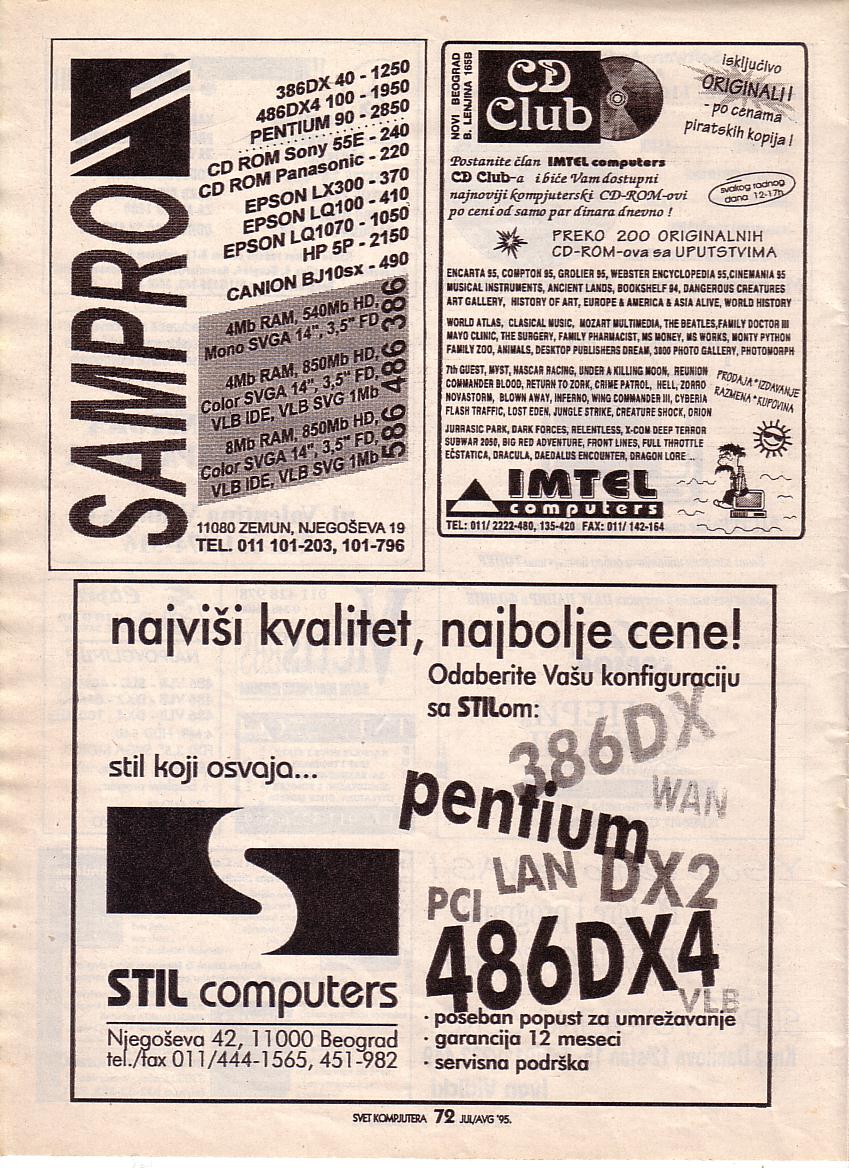 SAMPRO
386DX 40 - 1250
486DX4 100 - 1950
PENTIUM 90 - 2850
CD ROM Sony 55E - 240
CD ROM Panasonic - 220
EPSON LX300 - 370
EPSON LQ100 - 410
EPSON LQ1070 - 1050
HP 5P - 2150
CANION BJ10sx - 490
4Mb RAM, 540Mb HD,
Mono SVGA 14", 3,5" FD
386
4Mb RAM, 850Mb HD,
Color SVGA 14", 3,5" FD,
VLB IDE, VLB SVG 1Mb
486
8Mb RAM, 850Mb HD,
Color SVGA 14", 3,5" FD,
VLB IDE, VLB SVG 1Mb
586
11080 ZEMUN, NJEGOŠEVA 19
TEL. 011 101-203, 101-796
NOVI BEOGRAD
B. LENJINA 165B
CD
Club
isključivo
ORIGINALI!
- po cenama
piratskih kopija!
Postanite član IMTEL computers
CD Club-a i biće Vam dostupni
najnoviji kompjuterski CD-ROM-ovi
po ceni od samo par dinara dnevno !
svakog radnog
dana 12-17h
PREKO 200 ORIGINALNIH
CD-ROM-ova sa UPUTSTVIMA
ENCARTA 95, COMPTON 95, GROLIER 95, WEBSTER ENCYCLOPEDIA 95,CINEMANIA 95
MUSICAL INSTRUMENTS, ANCIENT LANDS, BOOKSHELF 94, DANGEROUS CREATURES
ART GALLERY, HISTORY OF ART, EUROPE & AMERICA & ASIA ALIVE, WORLD HISTORY
WORLD ATLAS, CLASICAL MUSIC, MOZART MULTIMEDIA, THE BEATLES,FAMILY DOCTOR III
MAYO CLINIC, THE SURGERY, FAMILY PHARMACIST, MS MONEY, MS WORKS, MONTY PYTHON
FAMILY ZOO, ANIMALS, DESKTOP PUBLISHERS DREAM, 3000 PHOTO GALLERY, PHOTOMORPH
7th GUEST, MYST, NASCAR RACING, UNDER A KILLING MOON, REUNION
COMMANDER BLOOD, RETURN TO ZORK, CRIME PATROL, HELL, ZORRO
NOVASTORM, BLOWN AWAY, INFERNO, WING COMMANDER III, CYBERIA
FLASH TRAFFIC, LOST EDEN, JUNGLE STRIKE, CREATURE SHOCK, ORION
JURRASIC PARK, DARK FORCES, RELENTLESS, X-COM DEEP TERROR
SUBWAR 2050, BIG RED ADVENTURE, FRONT LINES, FULL THROTTLE
ECSTATICA, DRACULA, DAEDALUS ENCOUNTER, DRAGON LORE ...
PRODAJA * IZDAVANJE
RAZMENA * KUPOVINA
IMTEL
computers
TEL: 011/ 2222-480, 135-420 FAX: 011/ 142-164
najviši kvalitet, najbolje cene!
Odaberite Vašu konfiguraciju
sa STILom:
stil koji osvaja...
386DX
pentium
WAN
LAN
DX2
PCI
486DX4
VLB
STIL computers
Njegoševa 42, 11000 Beograd
tel./fax 011/444-1565, 451-982
· poseban popust za umrežavanje
· garancija 12 meseci
· servisna podrška
SVET KOMPJUTERA 72 JUL/AVG '95.